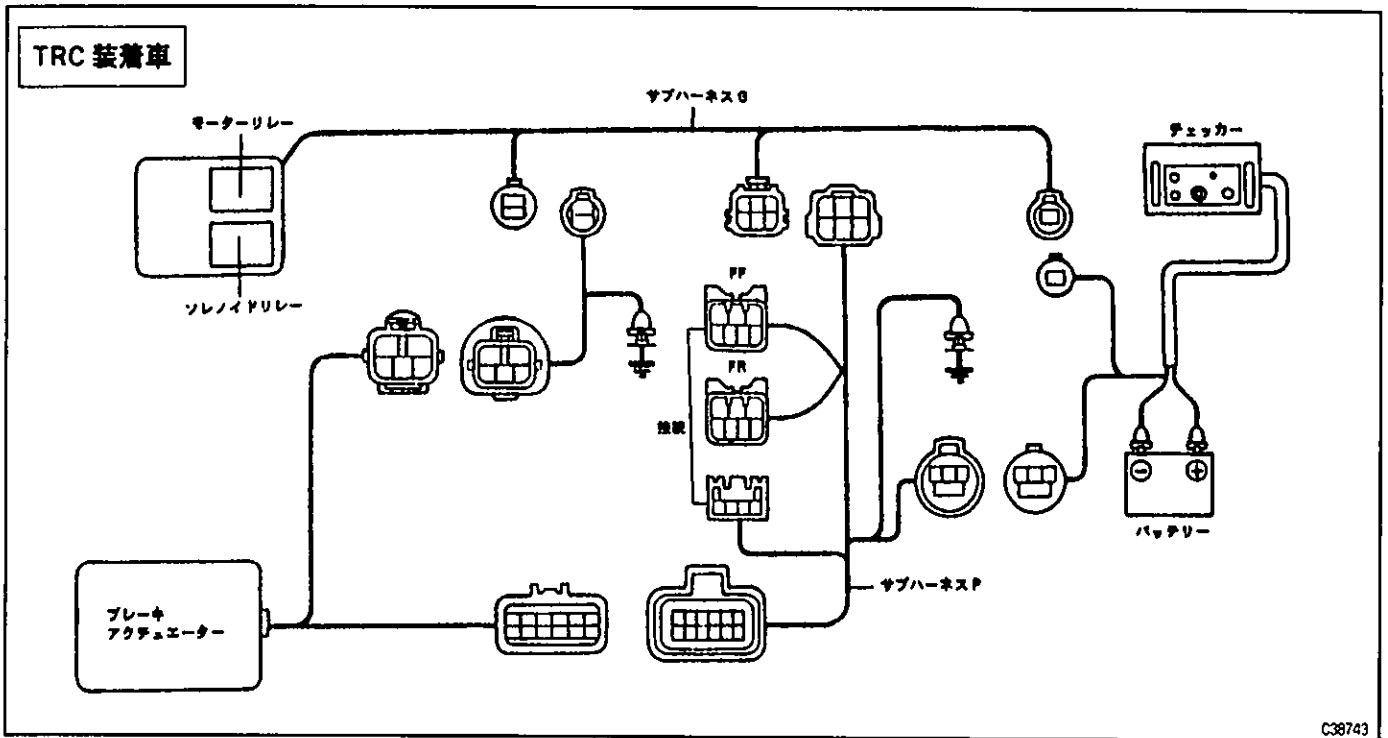 TRC 装着車
サブハーネス G
モーターリレー
チェッカー
ソレノイドリレー
FF
FR
接続
バッテリー
サブハーネス P
ブレーキ
アクチュエーター
C38743